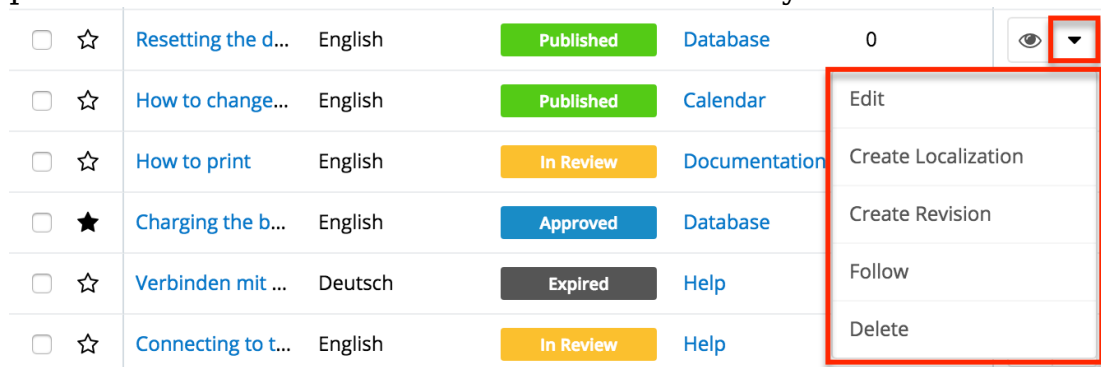 Resetting the d... English Published Database 0
How to change... English Published Calendar
Edit
How to print English In Review Documentation
Create Localization
Charging the b... English Approved Database
Create Revision
Verbinden mit ... Deutsch Expired Help
Follow
Connecting to t... English In Review Help
Delete